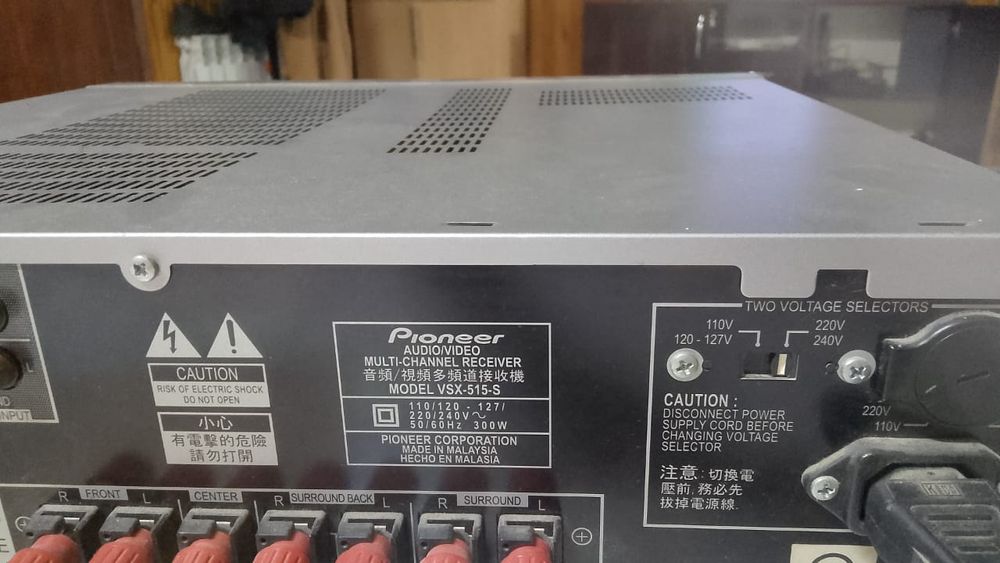 CAUTION
RISK OF ELECTRIC SHOCK
DO NOT OPEN
小心
有電擊的危險
請勿打開
Pioneer
AUDIO/VIDEO
MULTI-CHANNEL RECEIVER
音頻/視頻多頻道接收機
MODEL VSX-515-S
110/120 - 127/
220/240V~
50/60Hz 300W
PIONEER CORPORATION
MADE IN MALAYSIA
HECHO EN MALASIA
TWO VOLTAGE SELECTORS
110V 220V
120 - 127V 240V
220V
110V
CAUTION :
DISCONNECT POWER
SUPPLY CORD BEFORE
CHANGING VOLTAGE
SELECTOR
注意: 切換電
壓前, 務必先
拔掉電源線.
INPUT
R FRONT L CENTER R SURROUND BACK L R SURROUND L